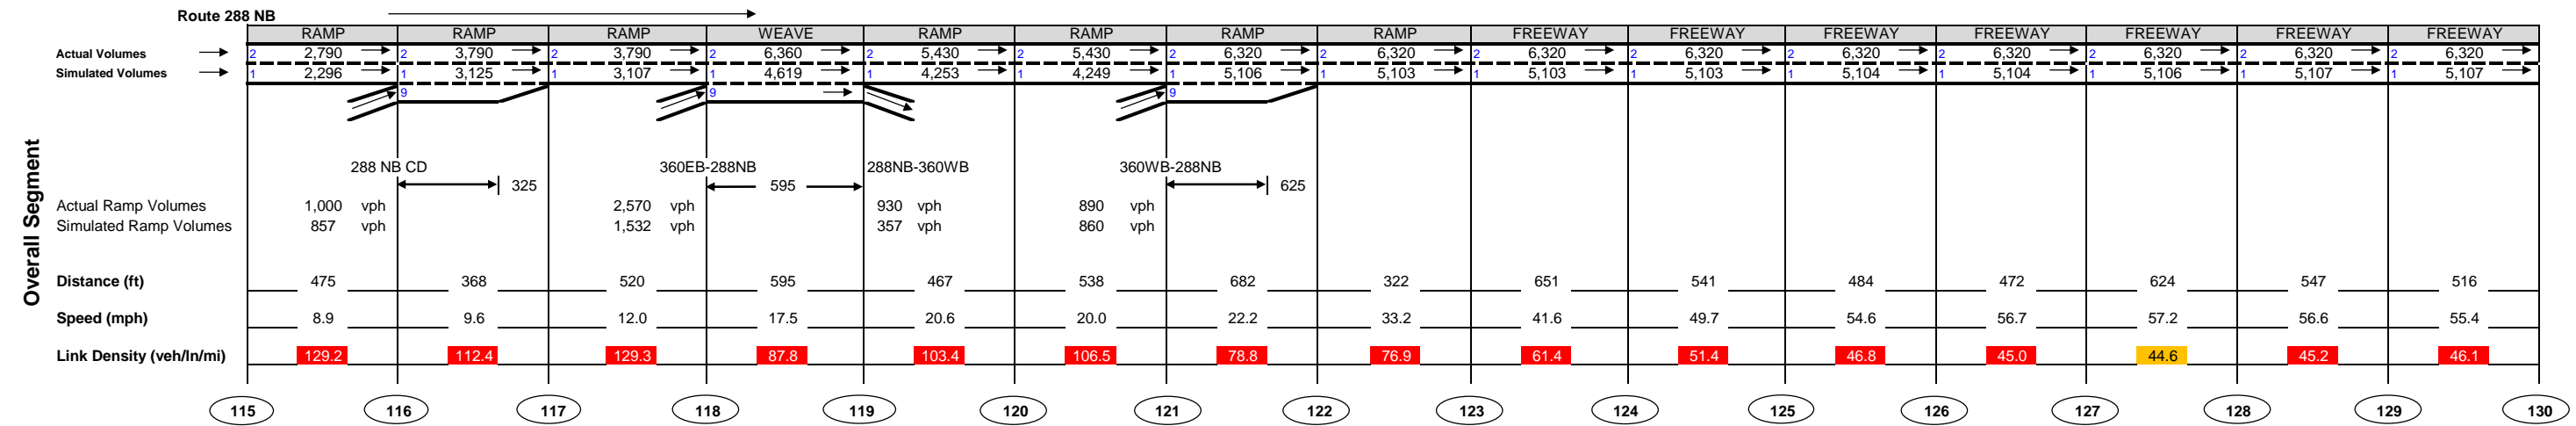 Route 288 NB
RAMP RAMP RAMP WEAVE RAMP RAMP RAMP RAMP FREEWAY FREEWAY FREEWAY FREEWAY FREEWAY FREEWAY FREEWAY
Actual Volumes 2 2,790 2 3,790 2 3,790 2 6,360 2 5,430 2 5,430 2 6,320 2 6,320 2 6,320 2 6,320 2 6,320 2 6,320 2 6,320 2 6,320 2 6,320
Simulated Volumes 1 2,296 1 3,125 1 3,107 1 4,619 1 4,253 1 4,249 1 5,106 1 5,103 1 5,103 1 5,103 1 5,104 1 5,104 1 5,106 1 5,107 1 5,107
9 9 9
Overall Segment
288 NB CD 360EB-288NB 288NB-360WB 360WB-288NB
325 595 625
Actual Ramp Volumes 1,000 vph 2,570 vph 930 vph 890 vph
Simulated Ramp Volumes 857 vph 1,532 vph 357 vph 860 vph
Distance (ft) 475 368 520 595 467 538 682 322 651 541 484 472 624 547 516
Speed (mph) 8.9 9.6 12.0 17.5 20.6 20.0 22.2 33.2 41.6 49.7 54.6 56.7 57.2 56.6 55.4
Link Density (veh/ln/mi) 129.2 112.4 129.3 87.8 103.4 106.5 78.8 76.9 61.4 51.4 46.8 45.0 44.6 45.2 46.1
115 116 117 118 119 120 121 122 123 124 125 126 127 128 129 130